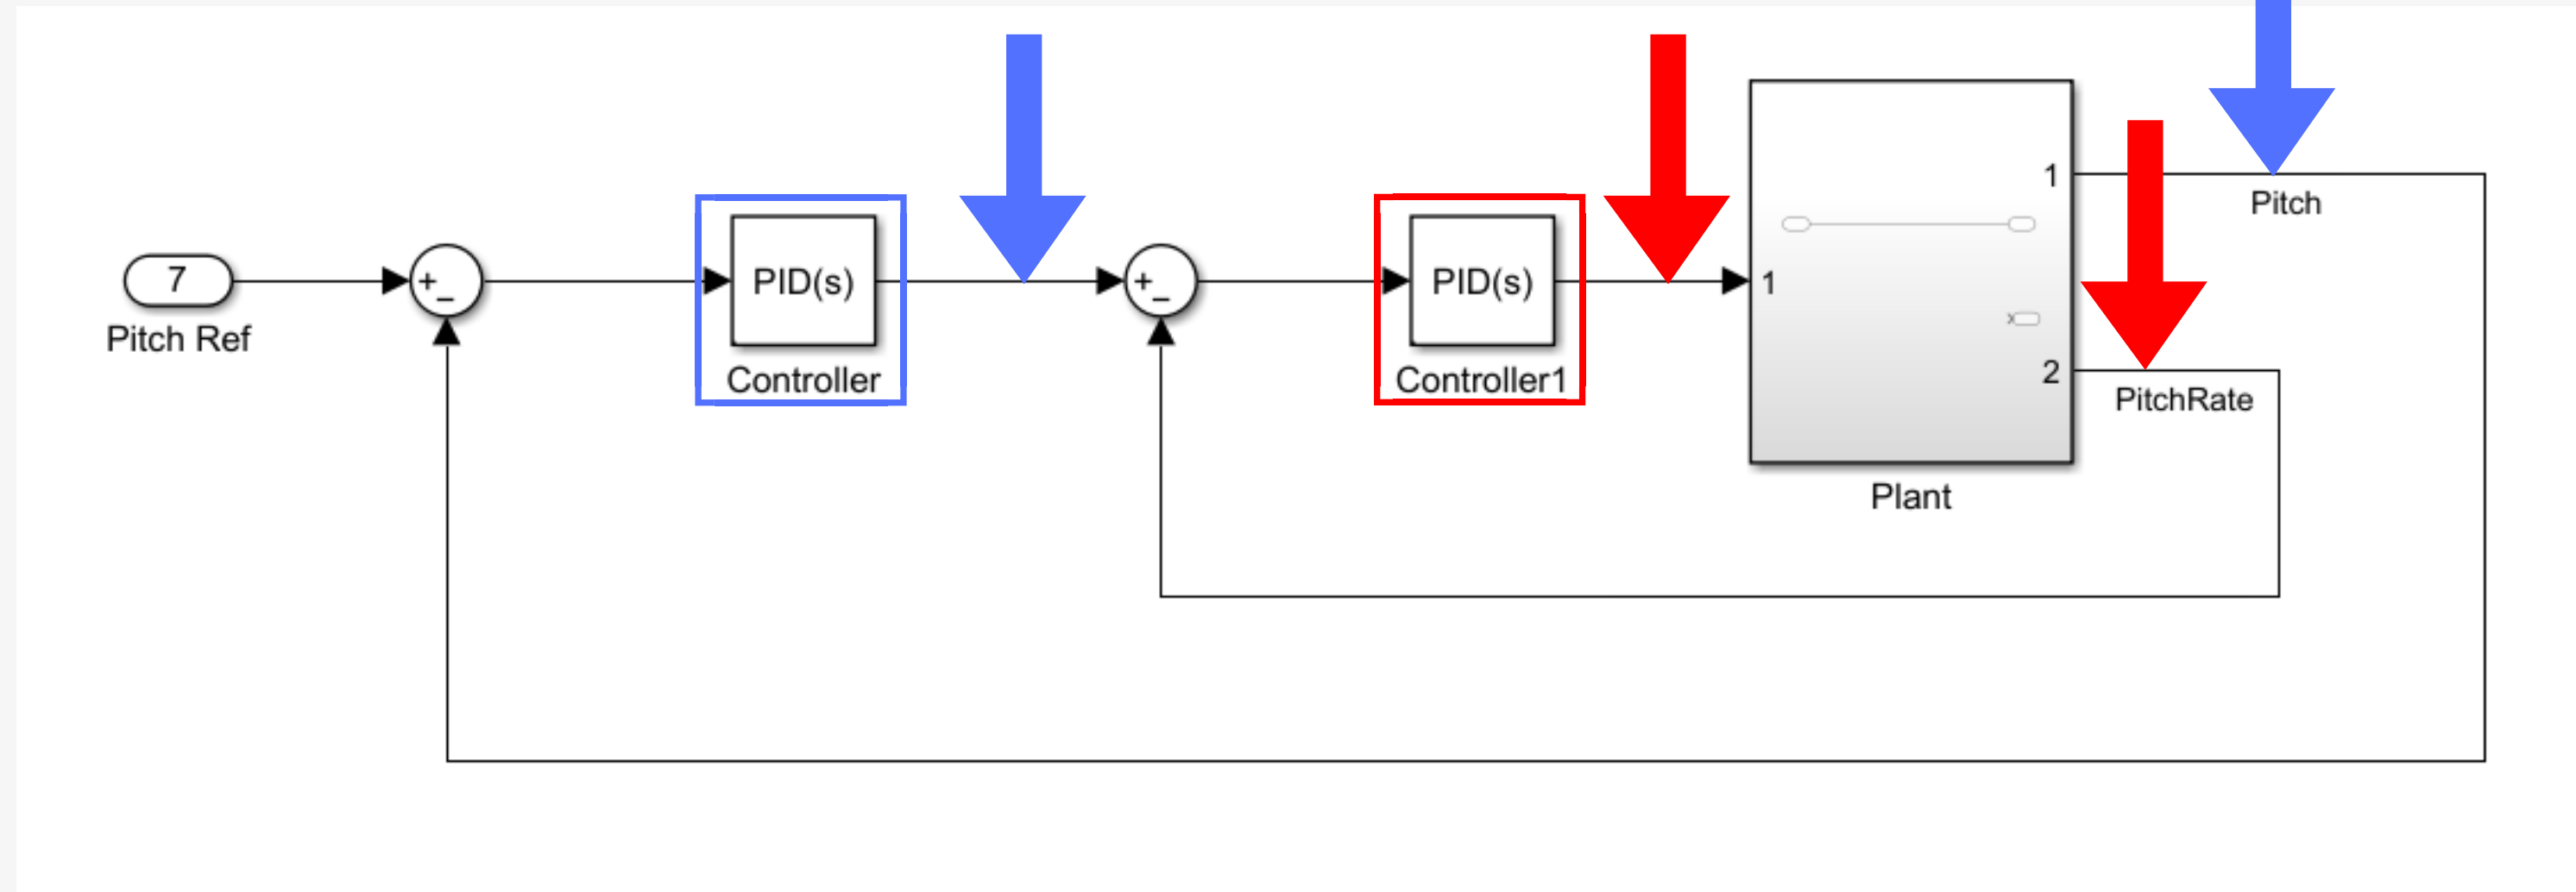 7
Pitch Ref
+
−
PID(s)
Controller
+
−
PID(s)
Controller1
1
1
2
Plant
Pitch
PitchRate